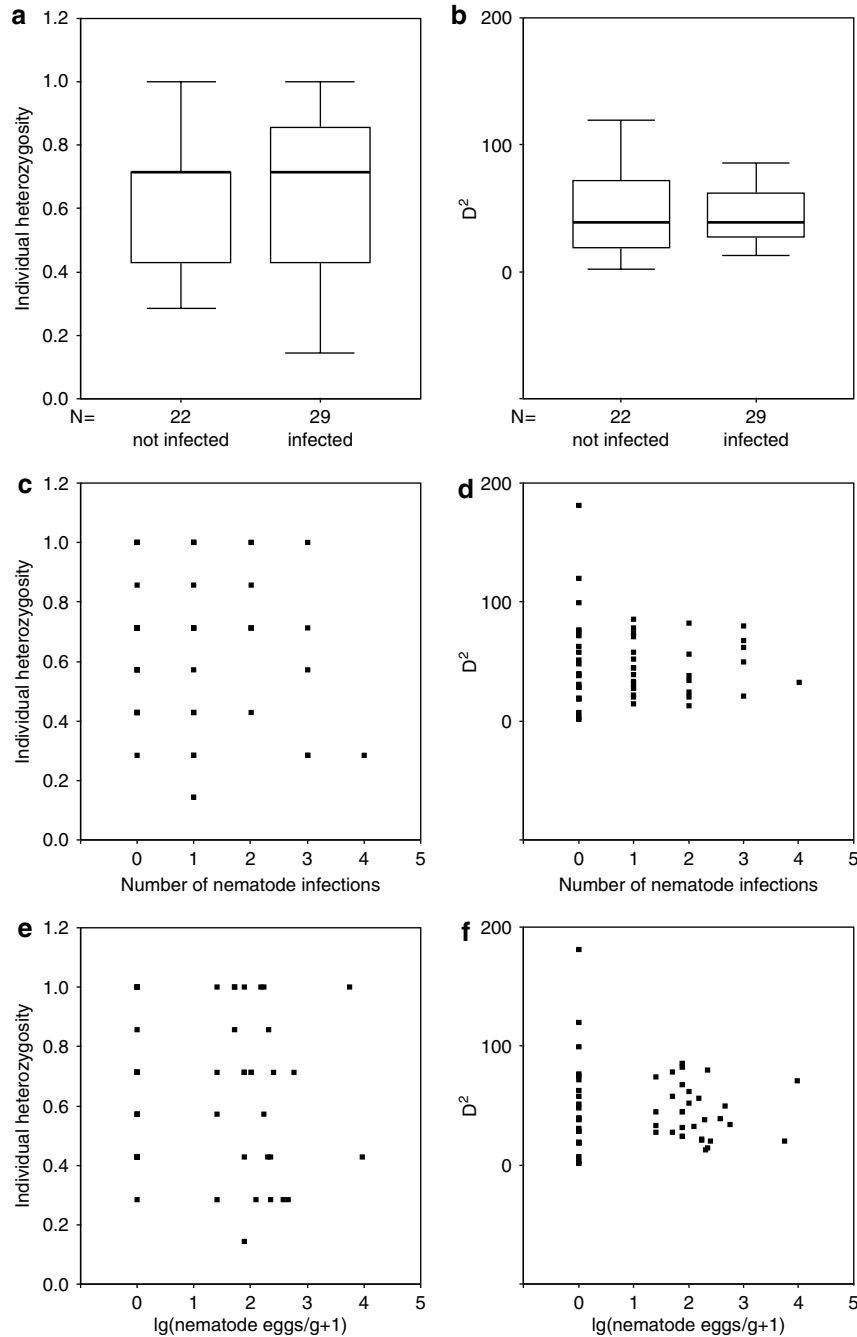 a
1.2
1.0
0.8
0.6
0.4
0.2
0.0
Individual heterozygosity
N=
22
29
not infected
infected
b
200
100
0
D²
22
29
not infected
infected
c
1.2
1.0
0.8
0.6
0.4
0.2
0.0
Individual heterozygosity
0 1 2 3 4 5
Number of nematode infections
d
200
100
0
D²
0 1 2 3 4 5
Number of nematode infections
e
1.2
1.0
0.8
0.6
0.4
0.2
0.0
Individual heterozygosity
0 1 2 3 4 5
lg(nematode eggs/g+1)
f
200
100
0
D²
0 1 2 3 4 5
lg(nematode eggs/g+1)